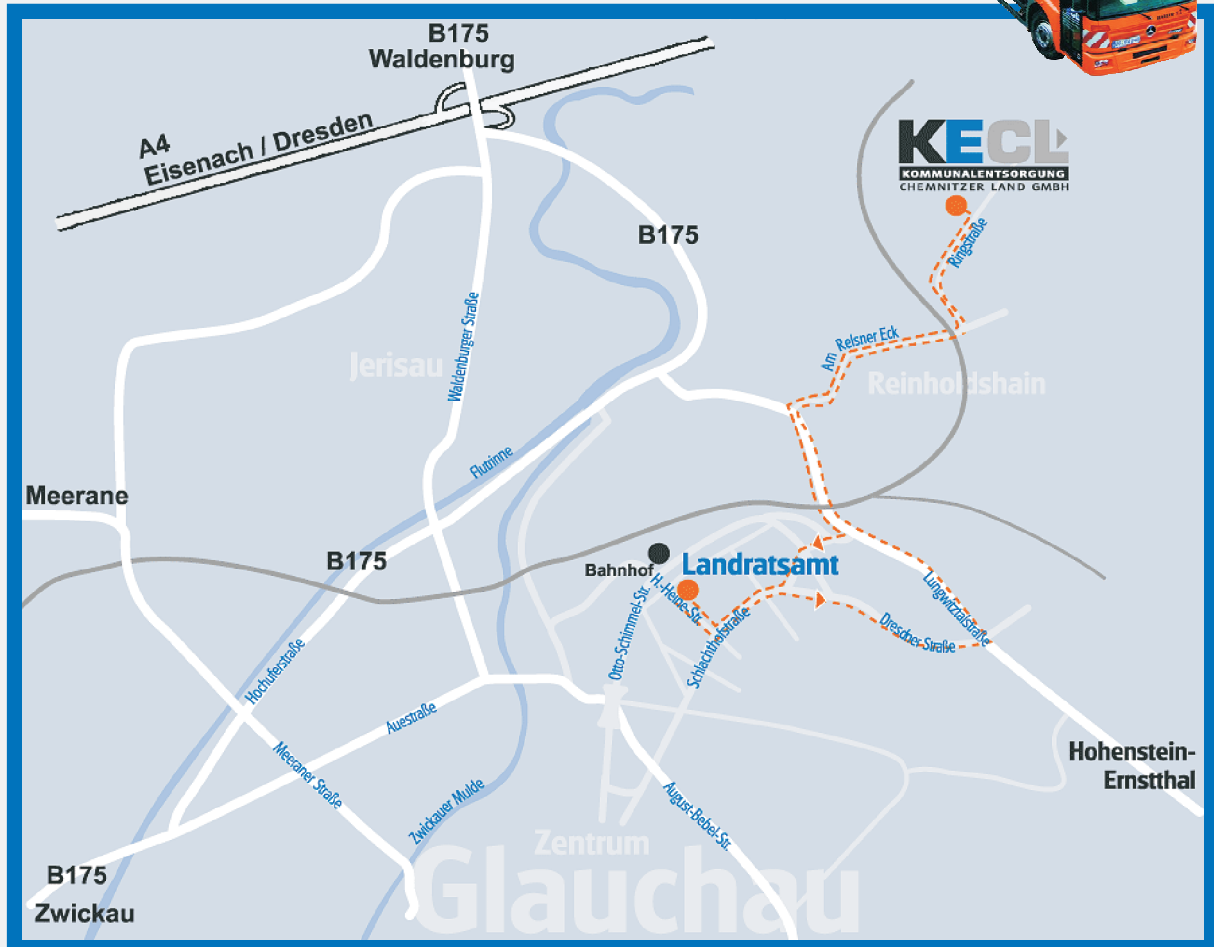 B175
Waldenburg
A4
Eisenach / Dresden
KECL
KOMMUNALENTSORGUNG
CHEMNITZER LAND GMBH
B175
Ringstraße
Waldenburger Straße
Am Relsner Eck
Jerisau
Reinholdshain
Flutrinne
Meerane
B175
Bahnhof
Landratsamt
H.-Heine-Str.
Otto-Schimmel-Str.
Schlachthofstraße
Lungwitztalstraße
Drescher Straße
Hochuferstraße
Auestraße
Meeraner Straße
Zwickauer Mulde
August-Bebel-Str.
Hohenstein-
Ernstthal
Zentrum
Glauchau
B175
Zwickau